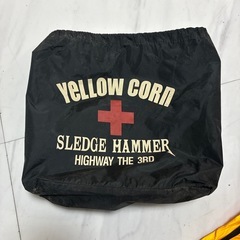 YELLOW CORN
SLEDGE HAMMER
HIGHWAY THE 3RD